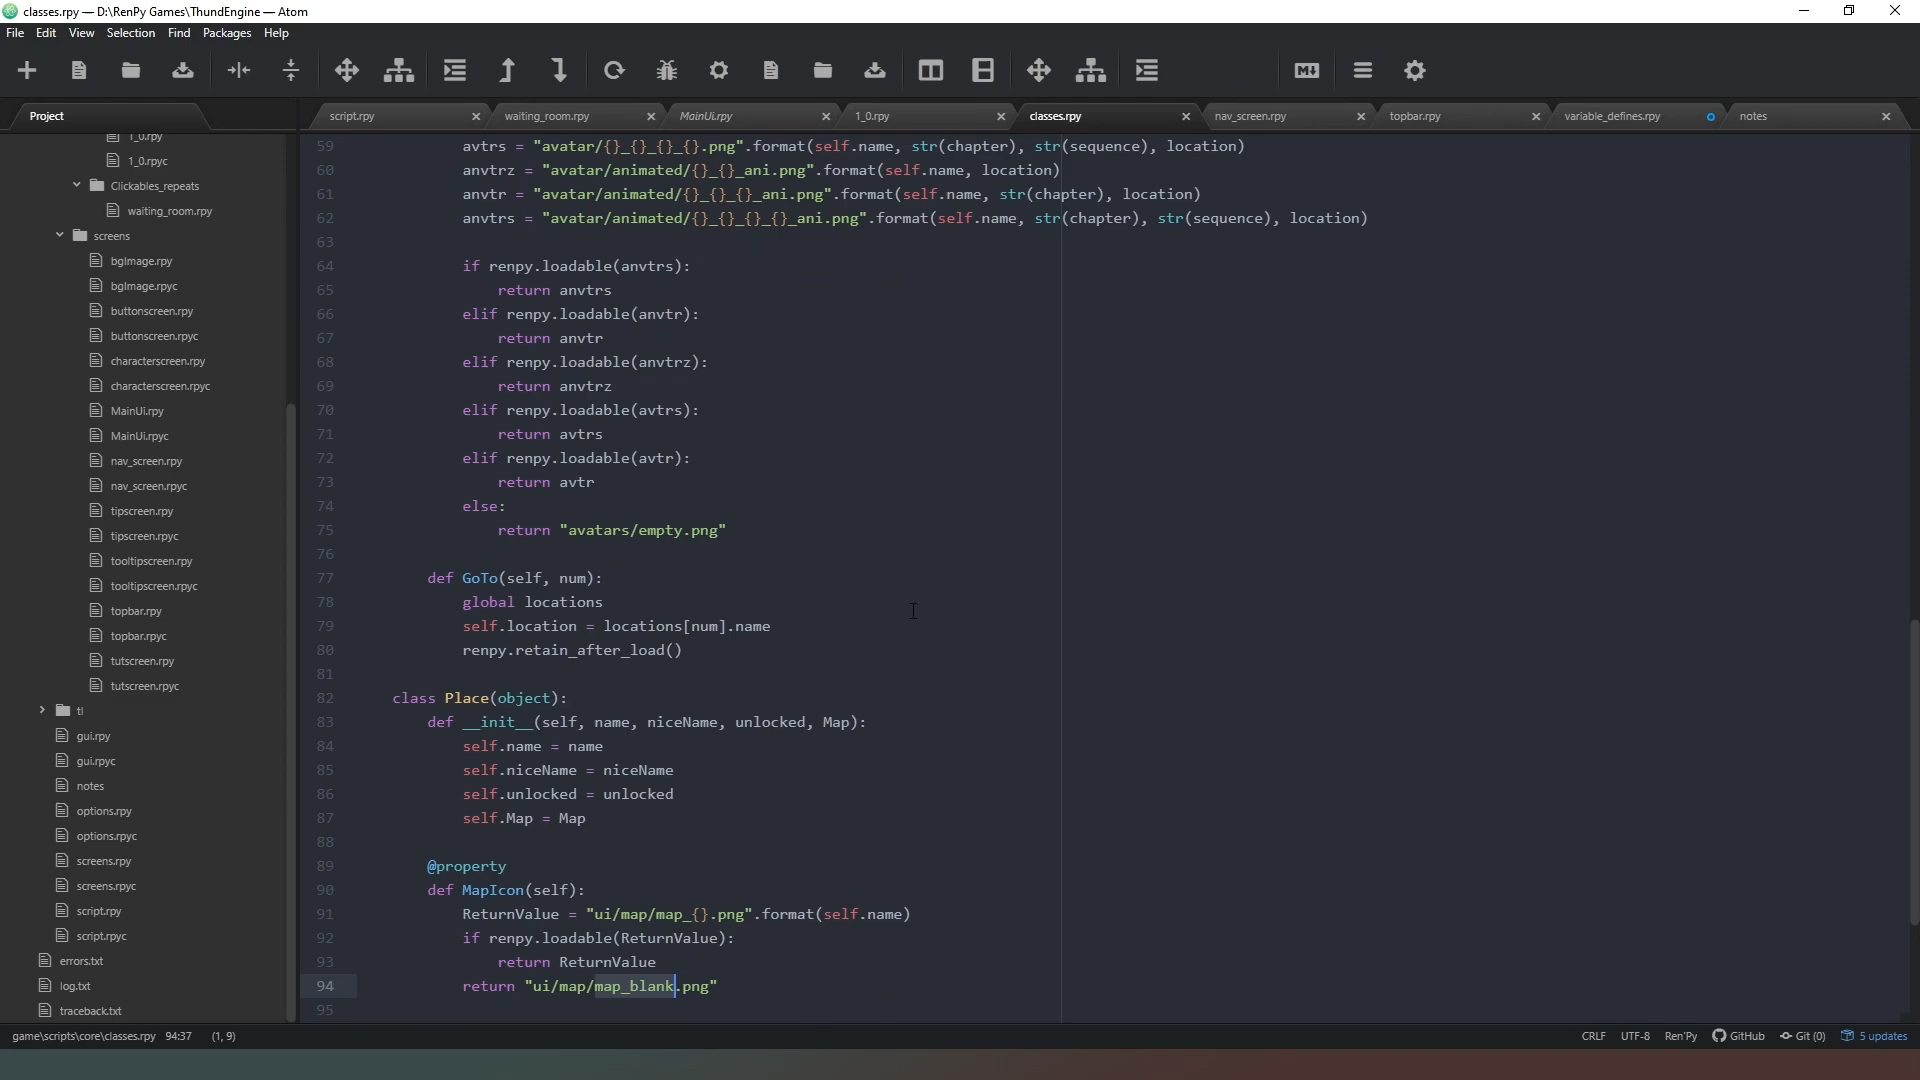 classes.rpy — D:\RenPy Games\ThundEngine — Atom
File Edit View Selection Find Packages Help
Project
script.rpy
waiting_room.rpy
MainUi.rpy
1_0.rpy
classes.rpy
nav_screen.rpy
topbar.rpy
variable_defines.rpy
notes
1_0.rpy
1_0.rpyc
Clickables_repeats
waiting_room.rpy
screens
bgImage.rpy
bgImage.rpyc
buttonscreen.rpy
buttonscreen.rpyc
characterscreen.rpy
characterscreen.rpyc
MainUi.rpy
MainUi.rpyc
nav_screen.rpy
nav_screen.rpyc
tipscreen.rpy
tipscreen.rpyc
tooltipscreen.rpy
tooltipscreen.rpyc
topbar.rpy
topbar.rpyc
tutscreen.rpy
tutscreen.rpyc
tl
gui.rpy
gui.rpyc
notes
options.rpy
options.rpyc
screens.rpy
screens.rpyc
script.rpy
script.rpyc
errors.txt
log.txt
traceback.txt
59 avtrs = "avatar/{}_{}_{}_{}.png".format(self.name, str(chapter), str(sequence), location)
60 anvtrz = "avatar/animated/{}_{}_ani.png".format(self.name, location)
61 anvtr = "avatar/animated/{}_{}_{}_ani.png".format(self.name, str(chapter), location)
62 anvtrs = "avatar/animated/{}_{}_{}_{}_ani.png".format(self.name, str(chapter), str(sequence), location)
63
64 if renpy.loadable(anvtrs):
65 return anvtrs
66 elif renpy.loadable(anvtr):
67 return anvtr
68 elif renpy.loadable(anvtrz):
69 return anvtrz
70 elif renpy.loadable(avtrs):
71 return avtrs
72 elif renpy.loadable(avtr):
73 return avtr
74 else:
75 return "avatars/empty.png"
76
77 def GoTo(self, num):
78 global locations
79 self.location = locations[num].name
80 renpy.retain_after_load()
81
82 class Place(object):
83 def __init__(self, name, niceName, unlocked, Map):
84 self.name = name
85 self.niceName = niceName
86 self.unlocked = unlocked
87 self.Map = Map
88
89 @property
90 def MapIcon(self):
91 ReturnValue = "ui/map/map_{}.png".format(self.name)
92 if renpy.loadable(ReturnValue):
93 return ReturnValue
94 return "ui/map/map_blank.png"
95
game\scripts\core\classes.rpy 94:37 (1, 9)
CRLF UTF-8 Ren'Py GitHub Git (0) 5 updates